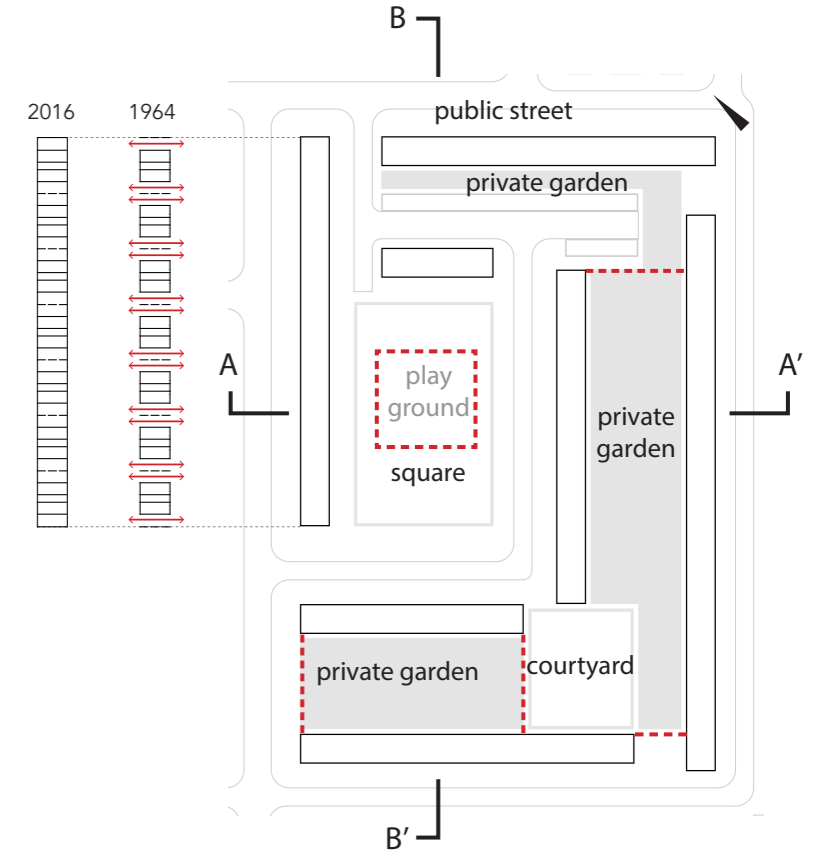 B
2016
1964
public street
private garden
A
A’
play
ground
private
garden
square
private garden
courtyard
B’